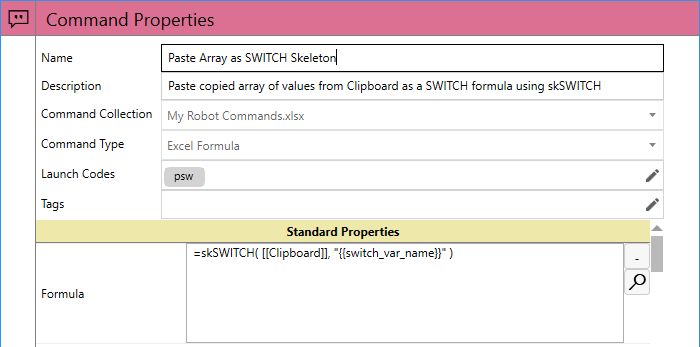 Command Properties
Name Paste Array as SWITCH Skeleton
Description Paste copied array of values from Clipboard as a SWITCH formula using skSWITCH
Command Collection My Robot Commands.xlsx
Command Type Excel Formula
Launch Codes psw
Tags
Standard Properties
=skSWITCH( [[Clipboard]], "{{switch_var_name}}" )
Formula